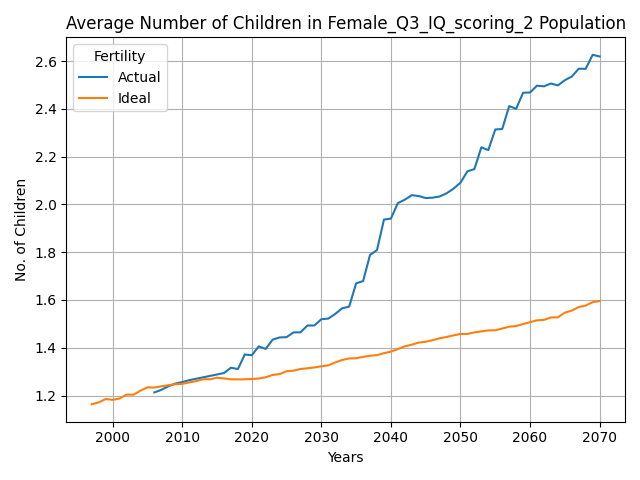 Average Number of Children in Female_Q3_IQ_scoring_2 Population
Fertility
Actual
Ideal
No. of Children
2.6
2.4
2.2
2.0
1.8
1.6
1.4
1.2
2000 2010 2020 2030 2040 2050 2060 2070
Years